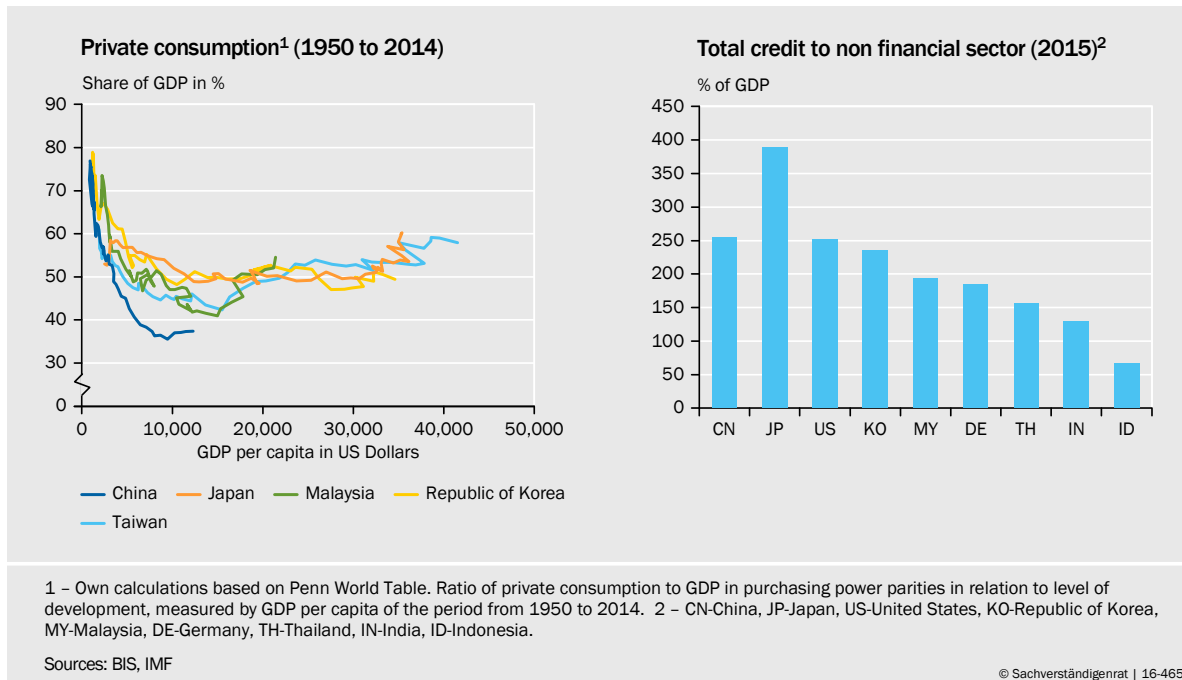 Private consumption¹ (1950 to 2014)
Share of GDP in %
90
80
70
60
50
40
30
0
0 10,000 20,000 30,000 40,000 50,000
GDP per capita in US Dollars
China Japan Malaysia Republic of Korea
Taiwan
Total credit to non financial sector (2015)²
% of GDP
450
400
350
300
250
200
150
100
50
0
CN JP US KO MY DE TH IN ID
1 – Own calculations based on Penn World Table. Ratio of private consumption to GDP in purchasing power parities in relation to level of
development, measured by GDP per capita of the period from 1950 to 2014. 2 – CN-China, JP-Japan, US-United States, KO-Republic of Korea,
MY-Malaysia, DE-Germany, TH-Thailand, IN-India, ID-Indonesia.
Sources: BIS, IMF
© Sachverständigenrat | 16-465